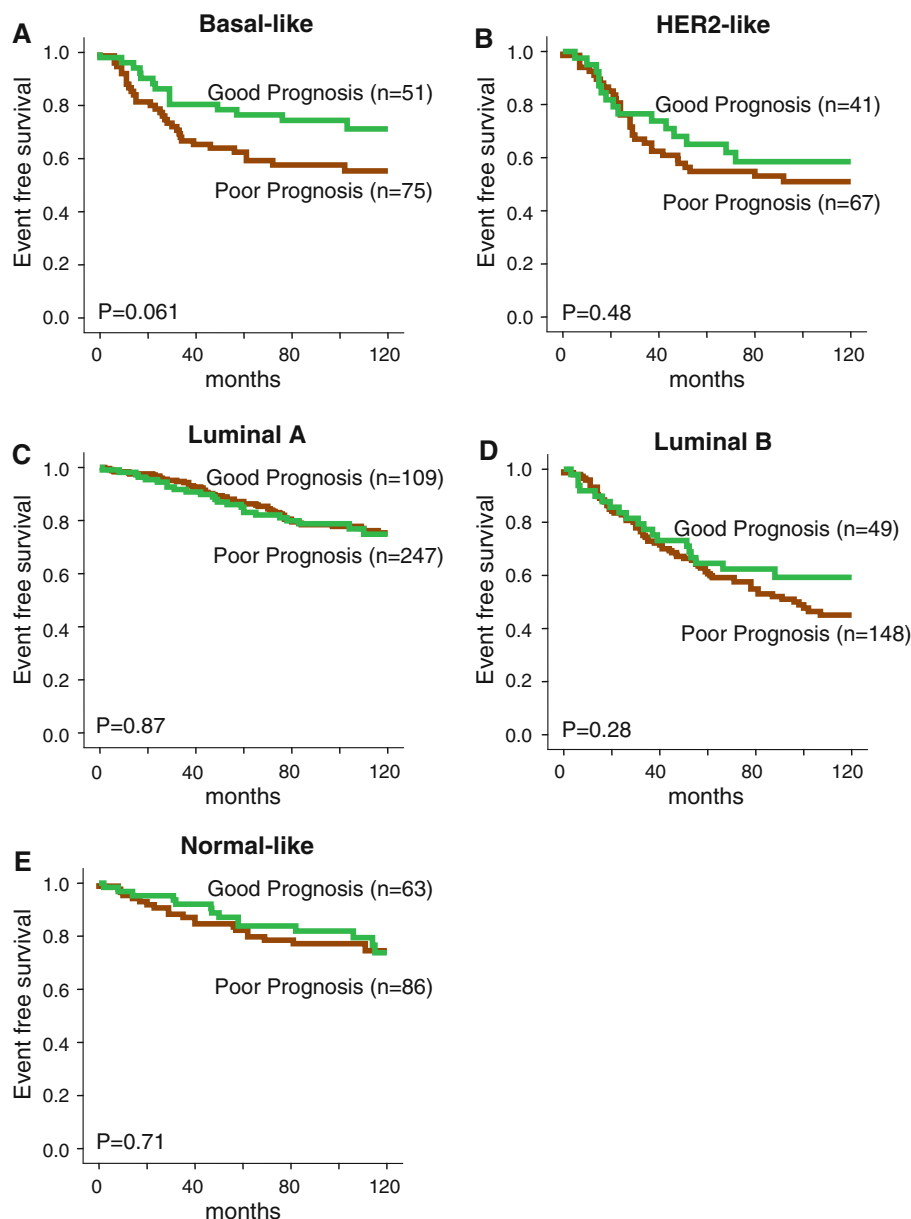 A
Basal-like
Event free survival
1.0
0.8
0.6
0.4
0.2
0.0
Good Prognosis (n=51)
Poor Prognosis (n=75)
P=0.061
0 40 80 120
months
B
HER2-like
Event free survival
1.0
0.8
0.6
0.4
0.2
0.0
Good Prognosis (n=41)
Poor Prognosis (n=67)
P=0.48
0 40 80 120
months
C
Luminal A
Event free survival
1.0
0.8
0.6
0.4
0.2
0.0
Good Prognosis (n=109)
Poor Prognosis (n=247)
P=0.87
0 40 80 120
months
D
Luminal B
Event free survival
1.0
0.8
0.6
0.4
0.2
0.0
Good Prognosis (n=49)
Poor Prognosis (n=148)
P=0.28
0 40 80 120
months
E
Normal-like
Event free survival
1.0
0.8
0.6
0.4
0.2
0.0
Good Prognosis (n=63)
Poor Prognosis (n=86)
P=0.71
0 40 80 120
months